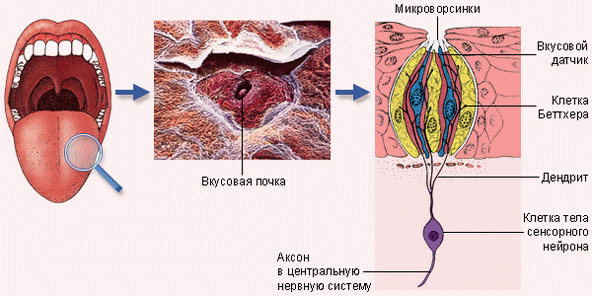 Микроворсинки
Вкусовой
датчик
Клетка
Беттхера
Вкусовая почка
Дендрит
Клетка тела
сенсорного
нейрона
Аксон
в центральную
нервную систему